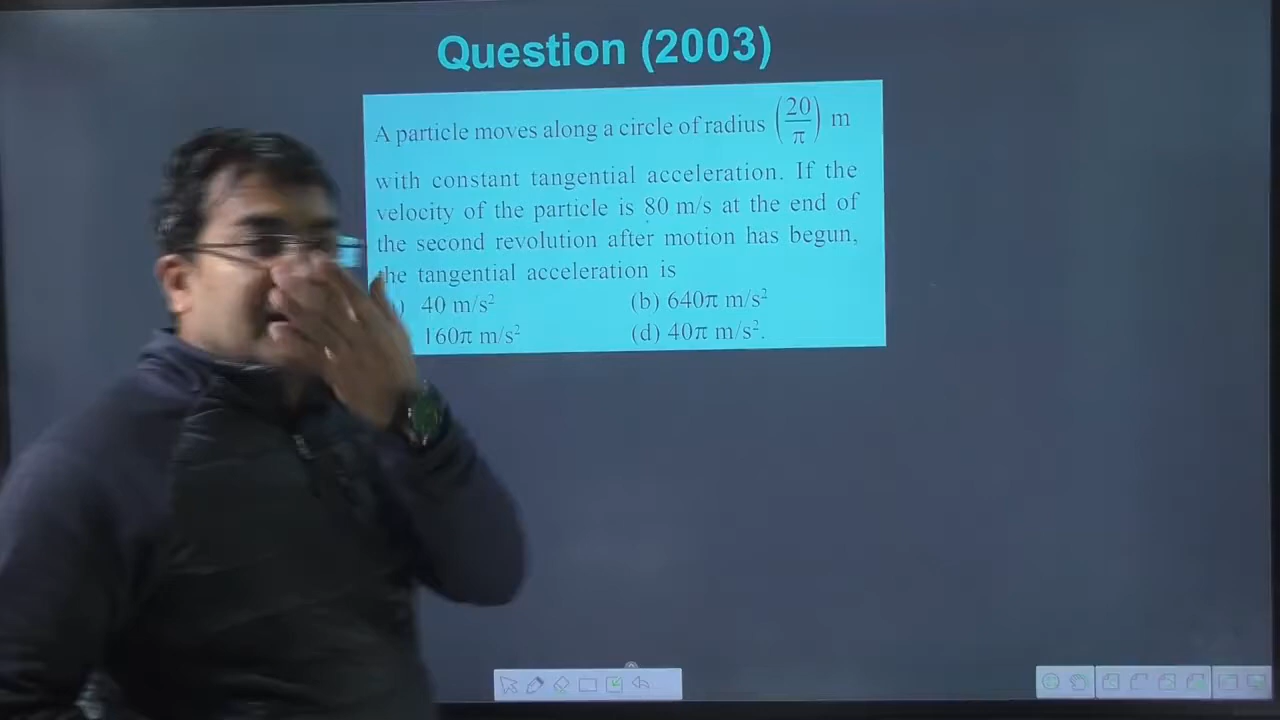 Question (2003)
A particle moves along a circle of radius (20/π) m
with constant tangential acceleration. If the
velocity of the particle is 80 m/s at the end of
the second revolution after motion has begun,
the tangential acceleration is
) 40 m/s² (b) 640π m/s²
160π m/s² (d) 40π m/s².